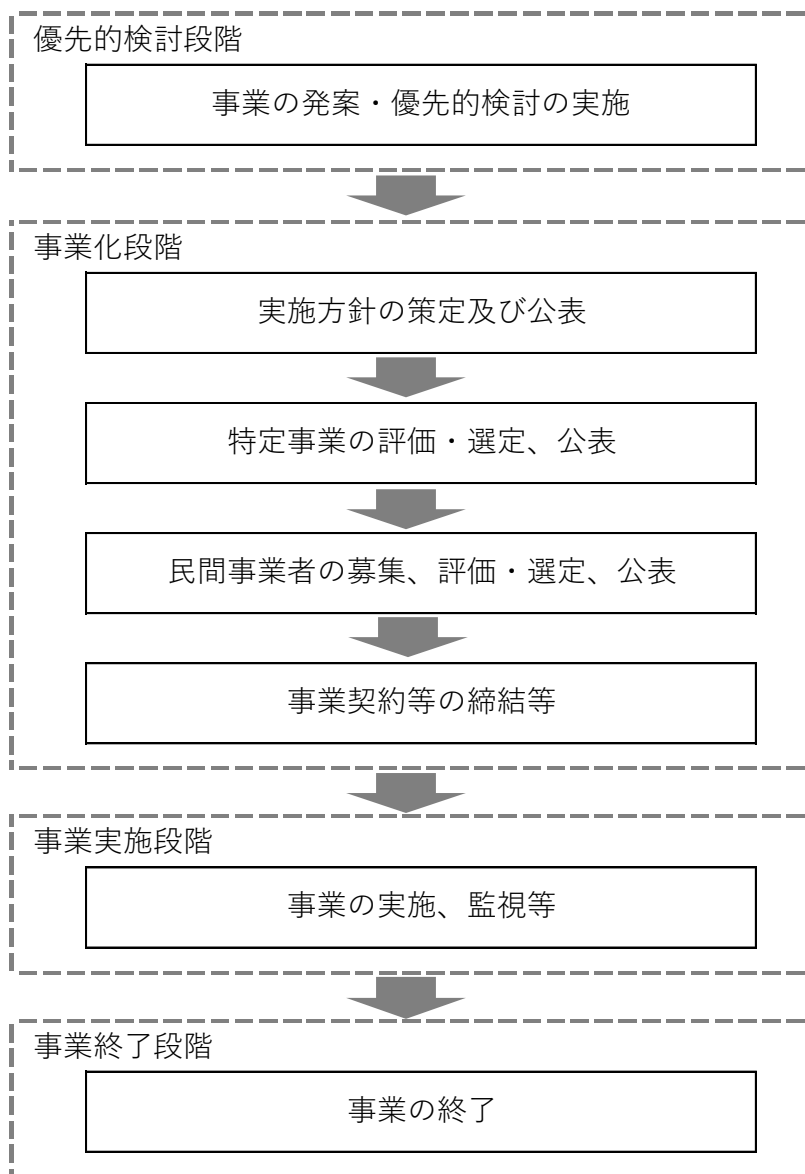 優先的検討段階
事業の発案・優先的検討の実施
事業化段階
実施方針の策定及び公表
特定事業の評価・選定、公表
民間事業者の募集、評価・選定、公表
事業契約等の締結等
事業実施段階
事業の実施、監視等
事業終了段階
事業の終了